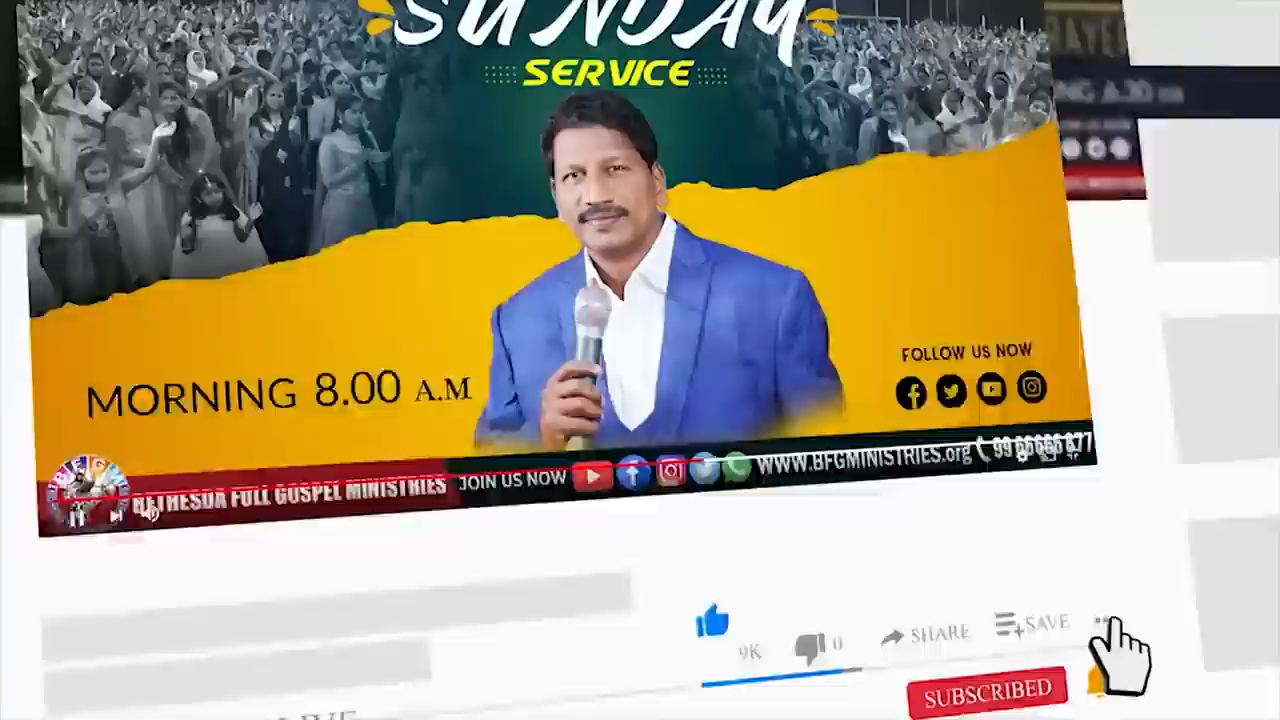 SUNDAY
SERVICE
MORNING 8.00 A.M
FOLLOW US NOW
BETHESDA FULL GOSPEL MINISTRIES JOIN US NOW WWW.BFGMINISTRIES.org
9K 0 SHARE SAVE
SUBSCRIBED